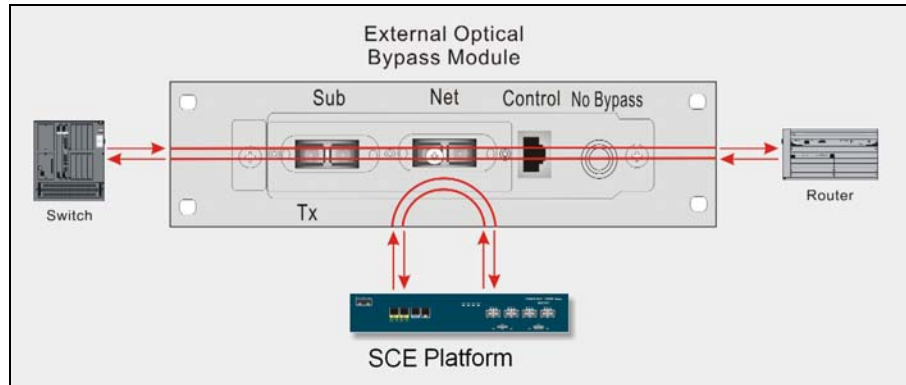 External Optical
Bypass Module
Sub Net Control No Bypass
Switch
Router
Tx
SCE Platform